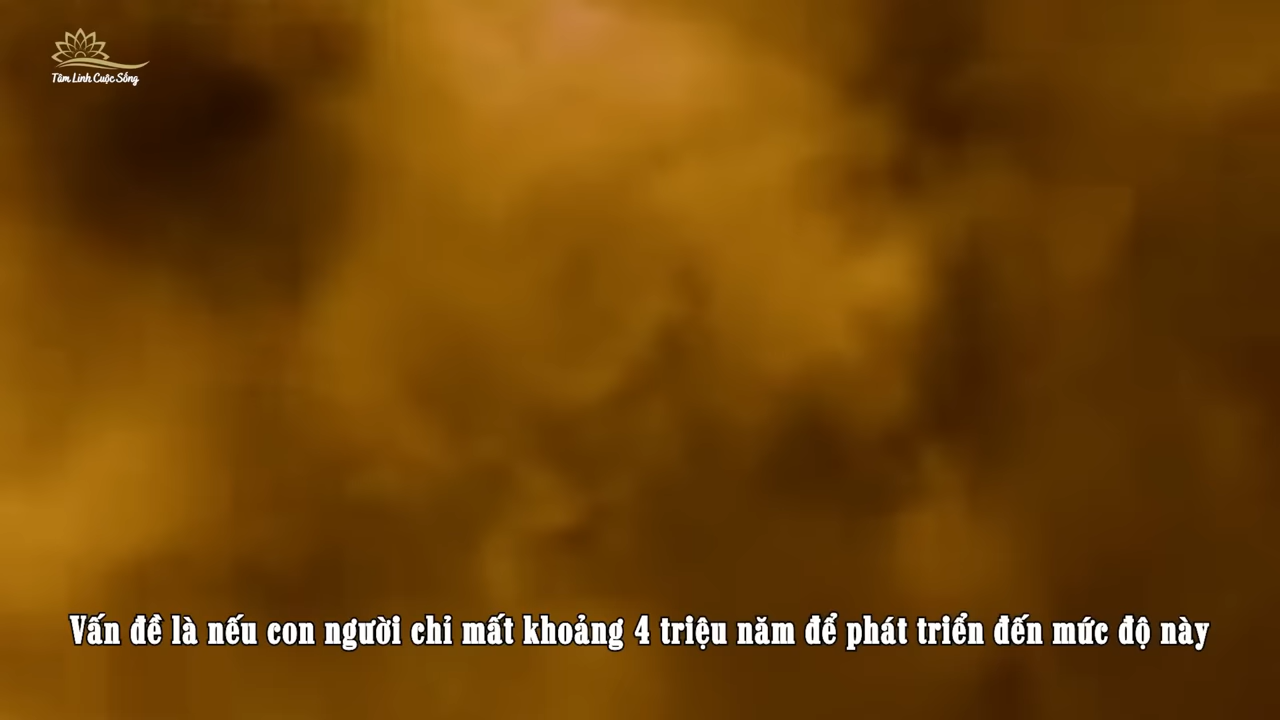 Tâm Linh Cuộc Sống
Vấn đề là nếu con người chỉ mất khoảng 4 triệu năm để phát triển đến mức độ này